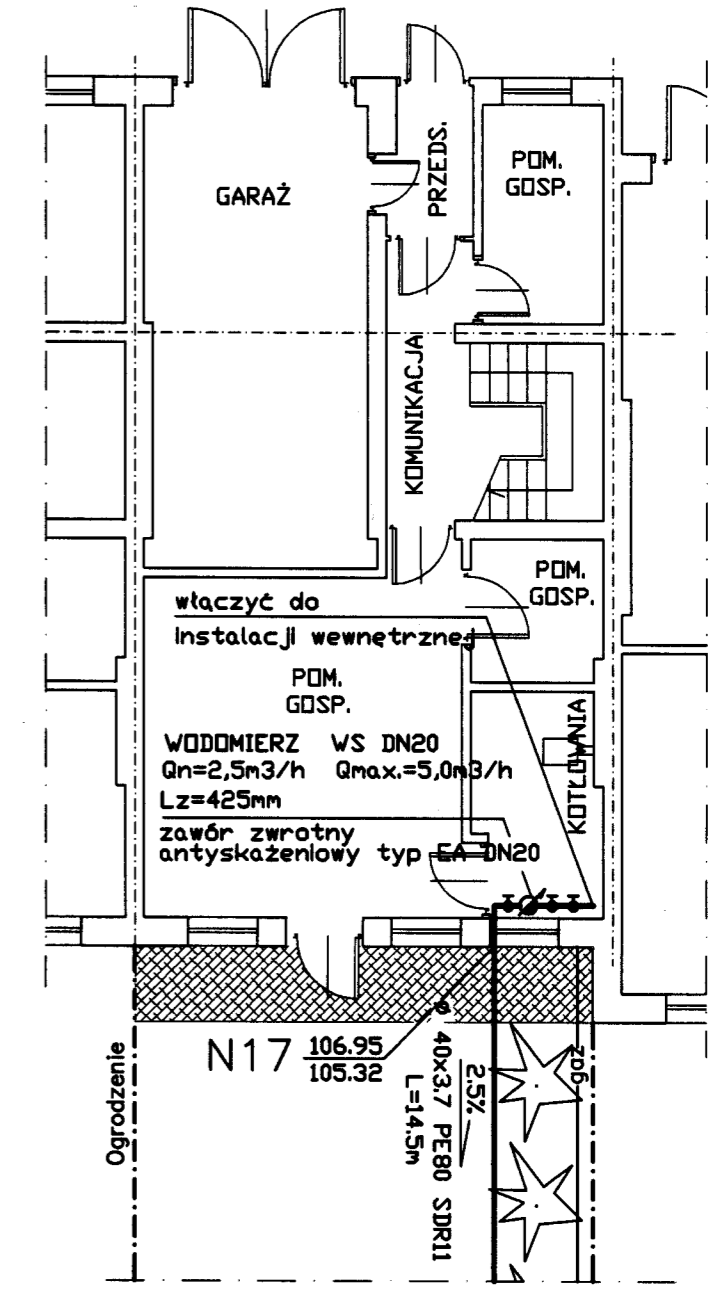 GARAŻ
PRZEDS.
POM.
GOSP.
KOMUNIKACJA
POM.
GOSP.
włączyć do
instalacji wewnętrznej
POM.
GOSP.
KOTŁOWNIA
WODOMIERZ WS DN20
Qn=2,5m3/h Qmax.=5,0m3/h
Lz=425mm
zawór zwrotny
antyskażeniowy typ EA DN20
Ogrodzenie
N17 106.95
105.32
2.5%
40x3.7 PE80 SDR11
L=14.5m
gaz